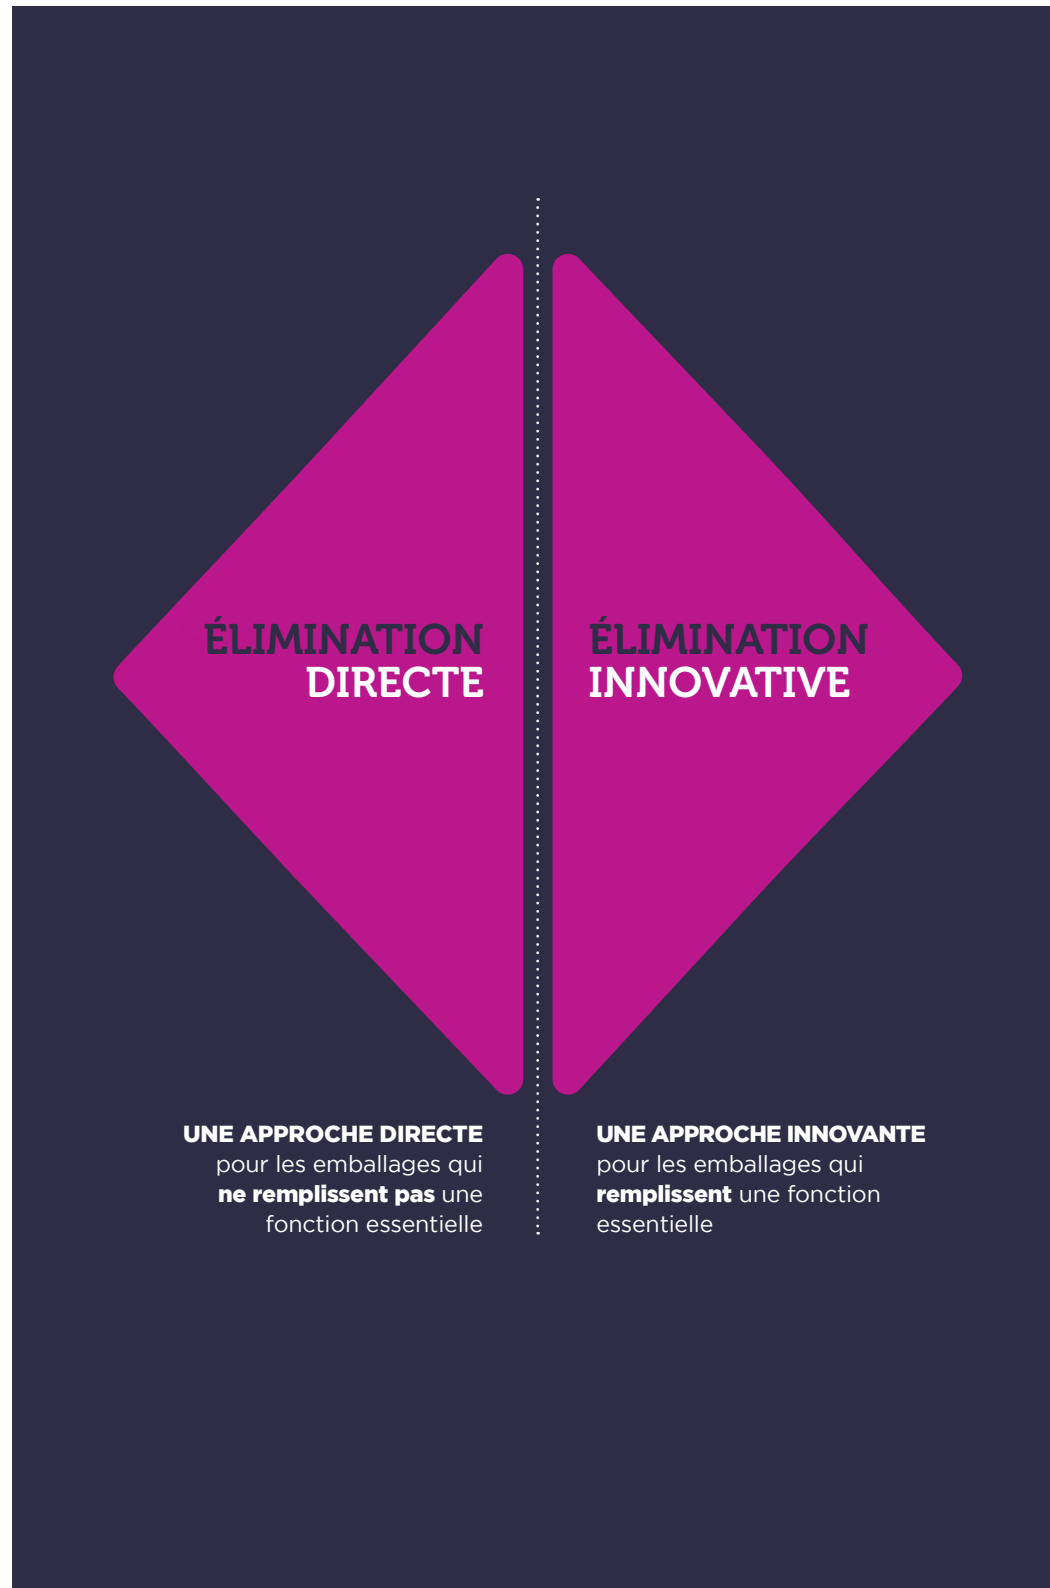 ÉLIMINATION
DIRECTE
ÉLIMINATION
INNOVATIVE
UNE APPROCHE DIRECTE
pour les emballages qui
ne remplissent pas une
fonction essentielle
UNE APPROCHE INNOVANTE
pour les emballages qui
remplissent une fonction
essentielle